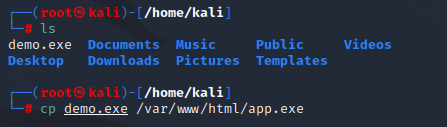 ┌──(root㉿kali)-[/home/kali]
└─# ls
demo.exe  Documents  Music     Public     Videos
Desktop   Downloads  Pictures  Templates
┌──(root㉿kali)-[/home/kali]
└─# cp demo.exe /var/www/html/app.exe